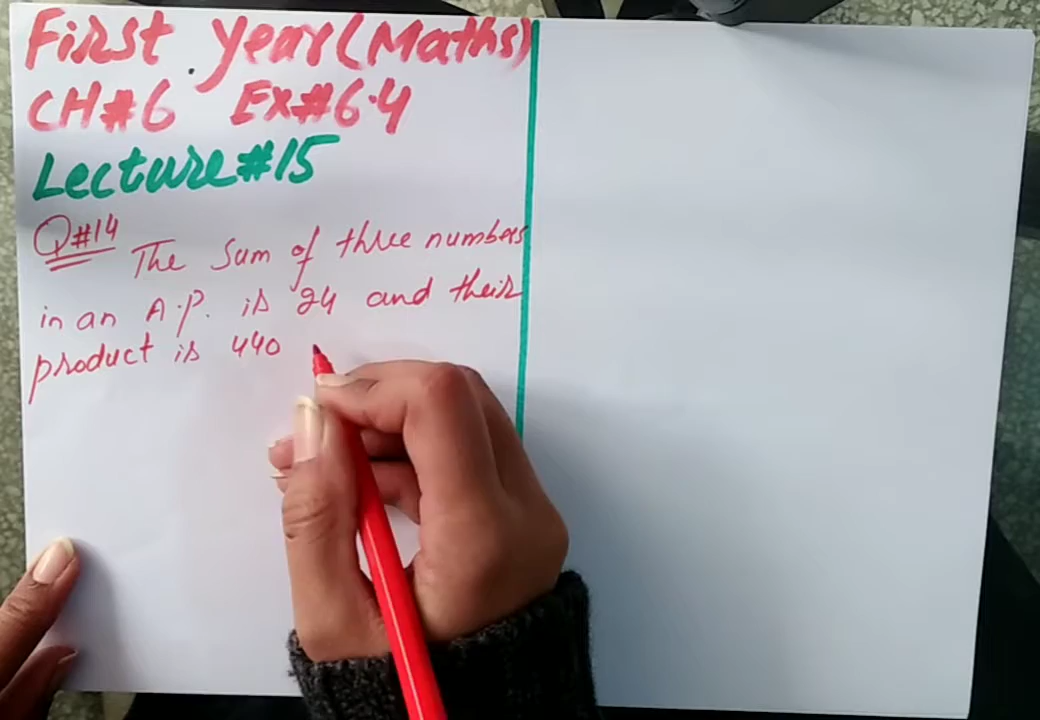 First year (Maths)
CH#6 Ex#6.4
Lecture#15
Q#14 The Sum of three numbers
in an A.P. is 24 and their
product is 440